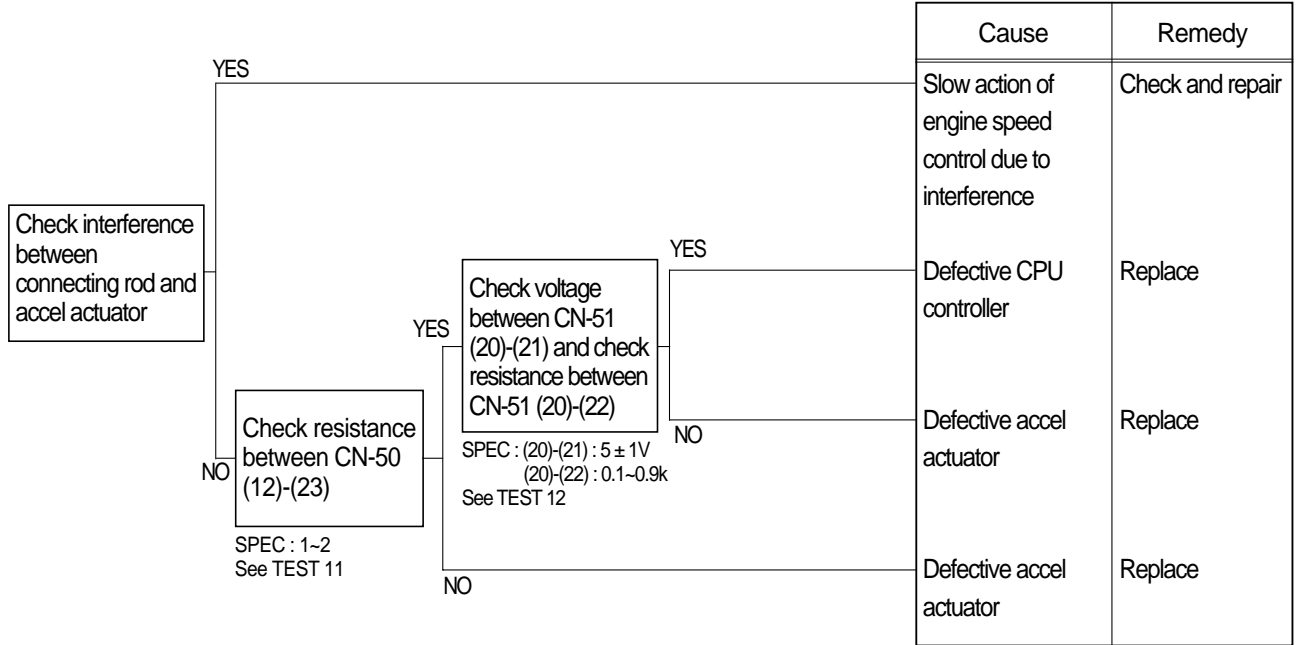 Cause
Remedy
YES
Slow action of
engine speed
control due to
interference
Check and repair
Check interference
between
connecting rod and
accel actuator
YES
Defective CPU
controller
Replace
YES
Check voltage
between CN-51
(20)-(21) and check
resistance between
CN-51 (20)-(22)
NO
SPEC : (20)-(21) : 5 ± 1V
(20)-(22) : 0.1~0.9k
See TEST 12
Defective accel
actuator
Replace
NO
Check resistance
between CN-50
(12)-(23)
SPEC : 1~2
See TEST 11
NO
Defective accel
actuator
Replace